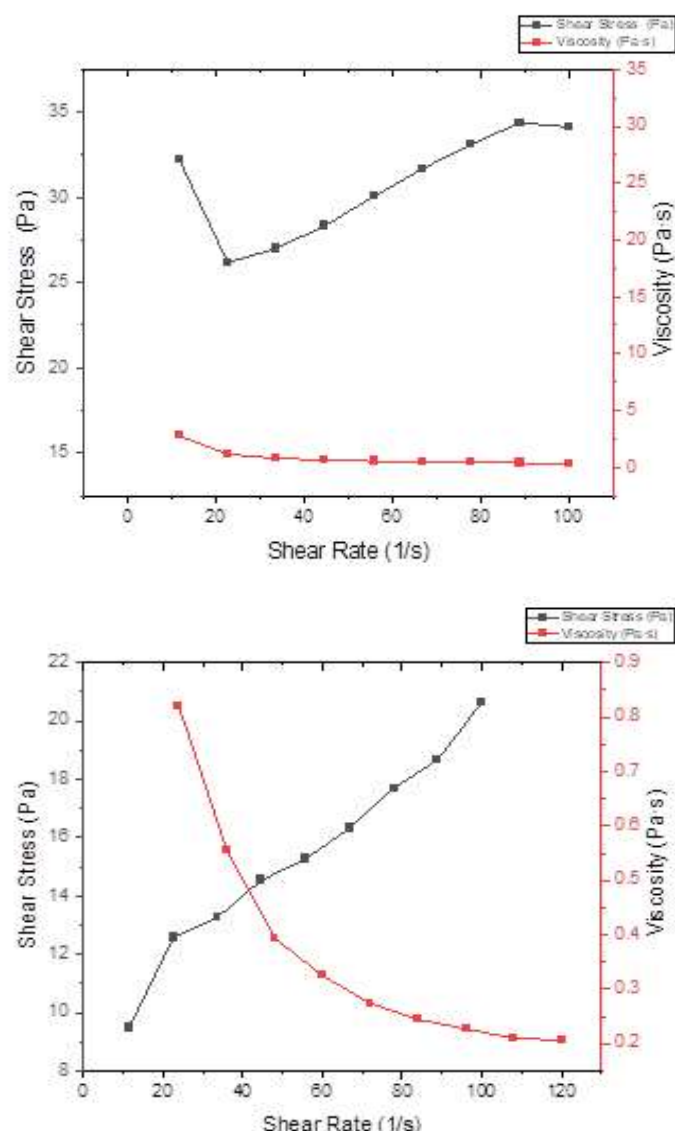 Shear Stress (Pa)
Viscosity (Pa·s)
35
30
25
20
15
Shear Stress (Pa)
35
30
25
20
15
10
5
0
Viscosity (Pa·s)
0 20 40 60 80 100
Shear Rate (1/s)
Shear Stress (Pa)
Viscosity (Pa·s)
22
20
18
16
14
12
10
8
Shear Stress (Pa)
0.9
0.8
0.7
0.6
0.5
0.4
0.3
0.2
Viscosity (Pa·s)
0 20 40 60 80 100 120
Shear Rate (1/s)